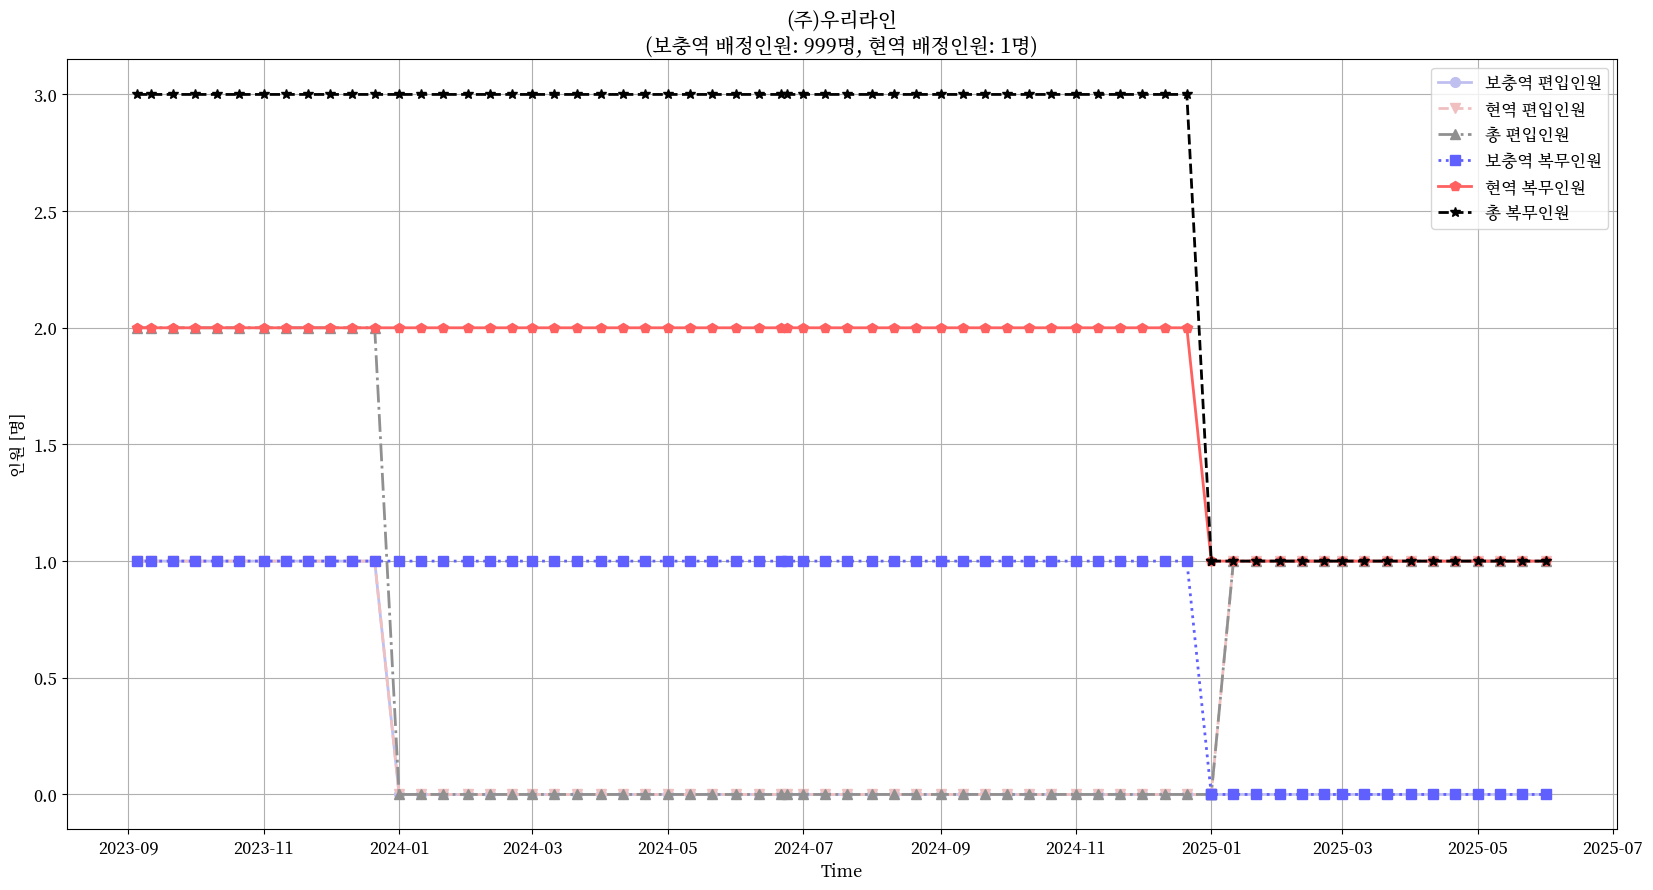 (주)우리라인
(보충역 배정인원: 999명, 현역 배정인원: 1명)
보충역 편입인원
현역 편입인원
총 편입인원
보충역 복무인원
현역 복무인원
총 복무인원
인원 [명]
3.0
2.5
2.0
1.5
1.0
0.5
0.0
2023-09 2023-11 2024-01 2024-03 2024-05 2024-07 2024-09 2024-11 2025-01 2025-03 2025-05 2025-07
Time